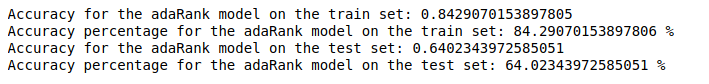 Accuracy for the adaRank model on the train set: 0.8429070153897805
Accuracy percentage for the adaRank model on the train set: 84.29070153897806 %
Accuracy for the adaRank model on the test set: 0.6402343972585051
Accuracy percentage for the adaRank model on the test set: 64.02343972585051 %